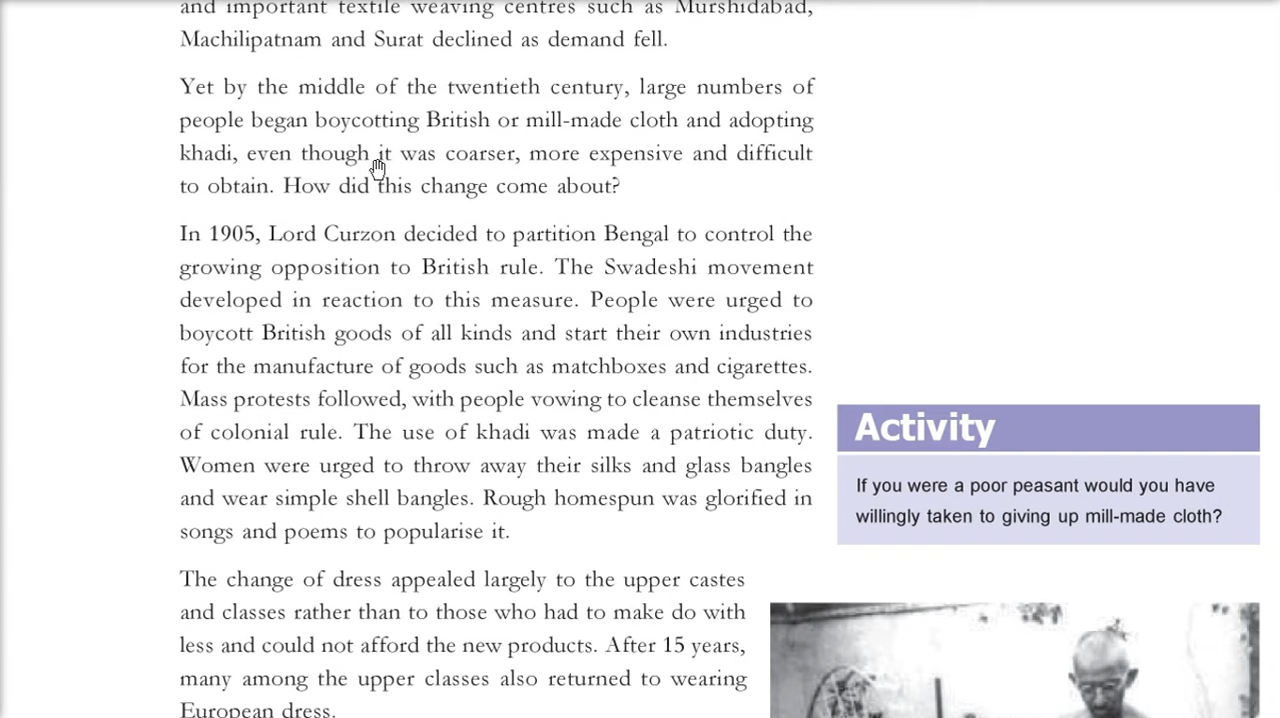 and important textile weaving centres such as Murshidabad,
Machilipatnam and Surat declined as demand fell.
Yet by the middle of the twentieth century, large numbers of
people began boycotting British or mill-made cloth and adopting
khadi, even though it was coarser, more expensive and difficult
to obtain. How did this change come about?
In 1905, Lord Curzon decided to partition Bengal to control the
growing opposition to British rule. The Swadeshi movement
developed in reaction to this measure. People were urged to
boycott British goods of all kinds and start their own industries
for the manufacture of goods such as matchboxes and cigarettes.
Mass protests followed, with people vowing to cleanse themselves
of colonial rule. The use of khadi was made a patriotic duty.
Women were urged to throw away their silks and glass bangles
and wear simple shell bangles. Rough homespun was glorified in
songs and poems to popularise it.
The change of dress appealed largely to the upper castes
and classes rather than to those who had to make do with
less and could not afford the new products. After 15 years,
many among the upper classes also returned to wearing
European dress.
Activity
If you were a poor peasant would you have
willingly taken to giving up mill-made cloth?